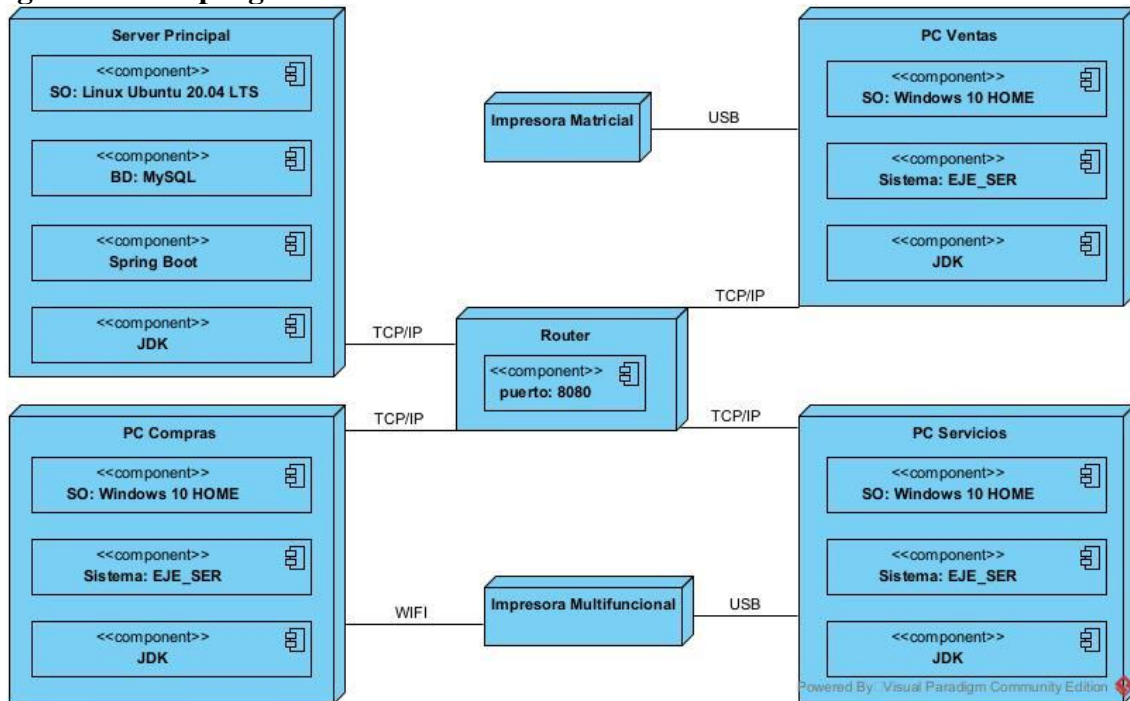 Server Principal
<<component>>
SO: Linux Ubuntu 20.04 LTS
<<component>>
BD: MySQL
<<component>>
Spring Boot
<<component>>
JDK
PC Ventas
<<component>>
SO: Windows 10 HOME
<<component>>
Sistema: EJE_SER
<<component>>
JDK
Impresora Matricial
USB
TCP/IP
TCP/IP
Router
<<component>>
puerto: 8080
TCP/IP
TCP/IP
PC Compras
<<component>>
SO: Windows 10 HOME
<<component>>
Sistema: EJE_SER
<<component>>
JDK
WIFI
Impresora Multifuncional
USB
PC Servicios
<<component>>
SO: Windows 10 HOME
<<component>>
Sistema: EJE_SER
<<component>>
JDK
Powered By Visual Paradigm Community Edition